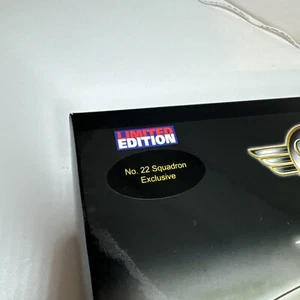 LIMITED
EDITION
No. 22 Squadron
Exclusive